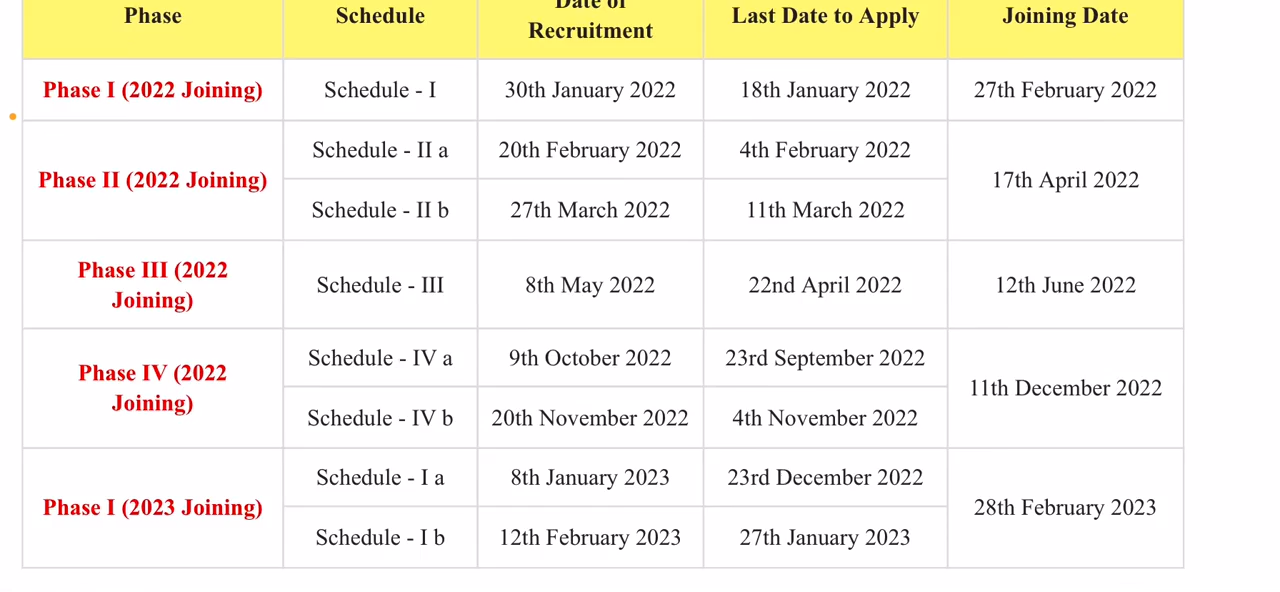 Phase Schedule Date of Recruitment Last Date to Apply Joining Date
Phase I (2022 Joining) Schedule - I 30th January 2022 18th January 2022 27th February 2022
Phase II (2022 Joining) Schedule - II a 20th February 2022 4th February 2022 17th April 2022
Schedule - II b 27th March 2022 11th March 2022
Phase III (2022 Joining) Schedule - III 8th May 2022 22nd April 2022 12th June 2022
Phase IV (2022 Joining) Schedule - IV a 9th October 2022 23rd September 2022 11th December 2022
Schedule - IV b 20th November 2022 4th November 2022
Phase I (2023 Joining) Schedule - I a 8th January 2023 23rd December 2022 28th February 2023
Schedule - I b 12th February 2023 27th January 2023